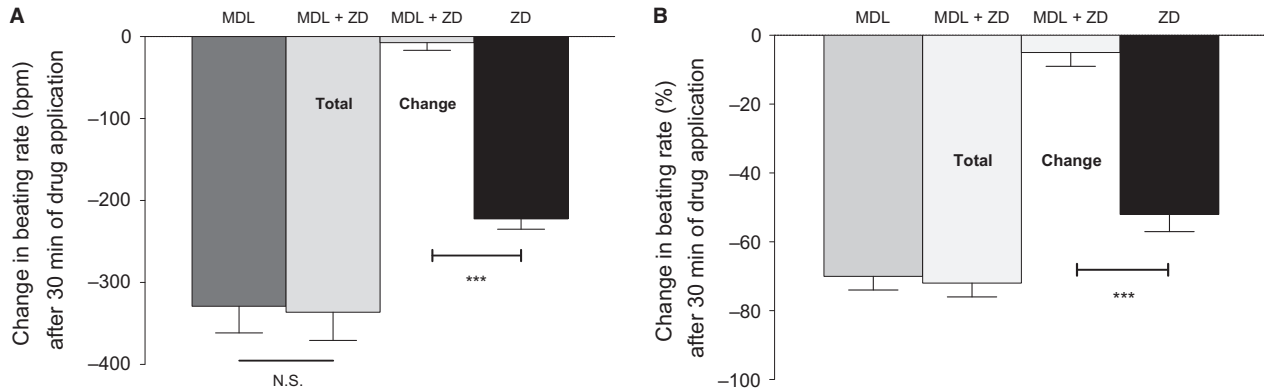 A
MDL
MDL + ZD
MDL + ZD
ZD
Change in beating rate (bpm)
after 30 min of drug application
0
–100
–200
–300
–400
Total
Change
***
N.S.
B
MDL
MDL + ZD
MDL + ZD
ZD
Change in beating rate (%)
after 30 min of drug application
0
–20
–40
–60
–80
–100
Total
Change
***